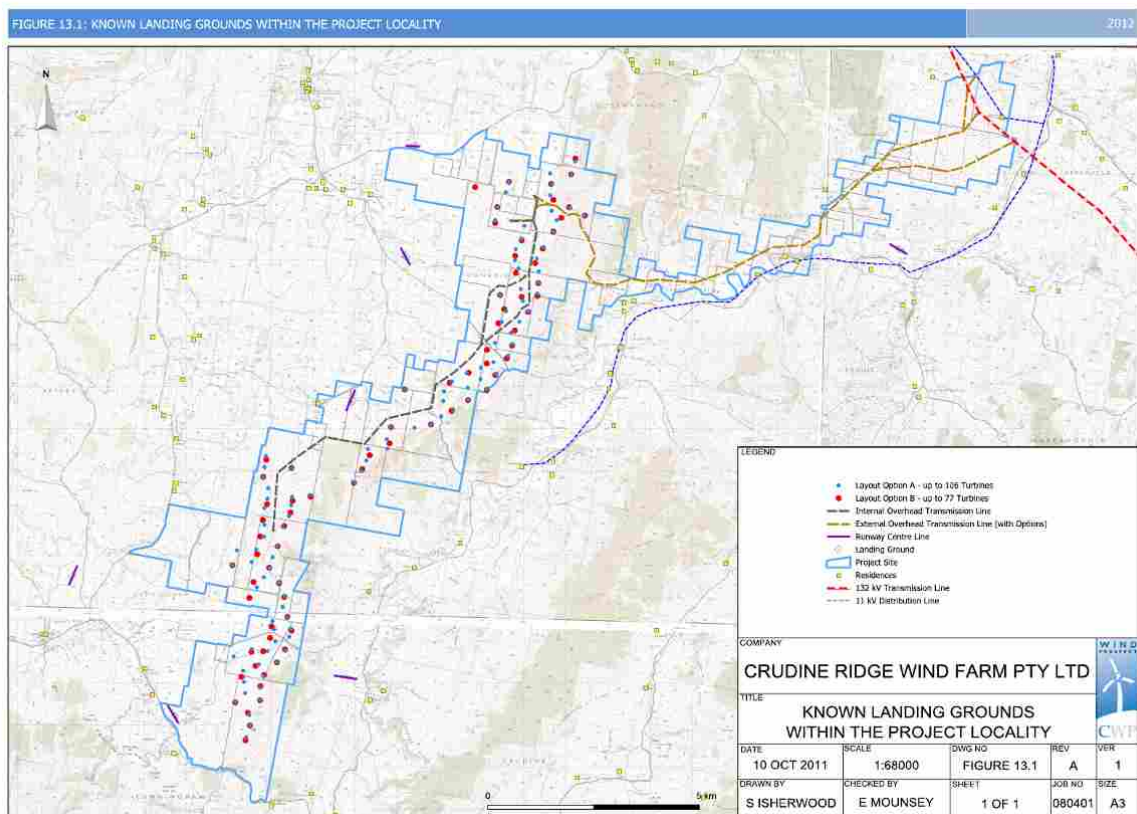 FIGURE 13.1: KNOWN LANDING GROUNDS WITHIN THE PROJECT LOCALITY
2012
N
LEGEND
Layout Option A - up to 106 Turbines
Layout Option B - up to 77 Turbines
Internal Overhead Transmission Line
External Overhead Transmission Line (with Options)
Runway Centre Line
Landing Ground
Project Site
Residences
132 kV Transmission Line
11 kV Distribution Line
COMPANY
CRUDINE RIDGE WIND FARM PTY LTD
WIND
PROSPECT
CWP
TITLE
KNOWN LANDING GROUNDS
WITHIN THE PROJECT LOCALITY
DATE
SCALE
DWG NO
REV
VER
10 OCT 2011
1:68000
FIGURE 13.1
A
1
DRAWN BY
CHECKED BY
SHEET
JOB NO
SIZE
S ISHERWOOD
E MOUNSEY
1 OF 1
080401
A3
0
5 km